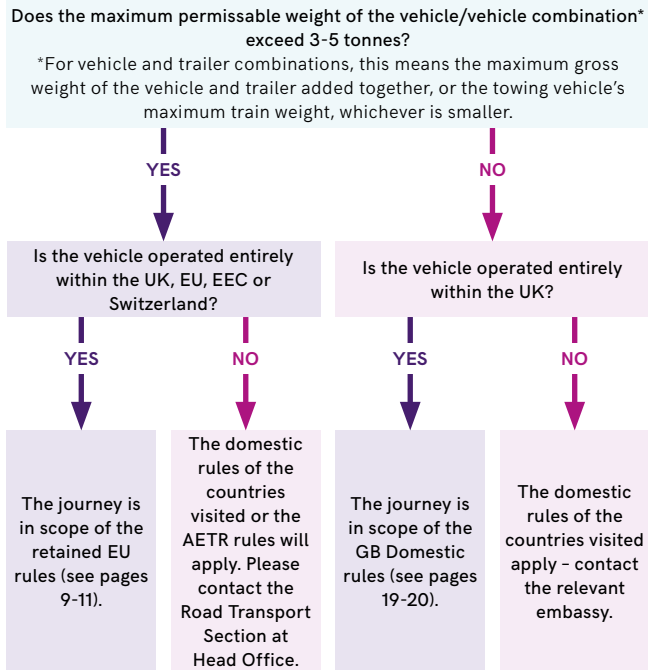 Does the maximum permissable weight of the vehicle/vehicle combination*
exceed 3-5 tonnes?
*For vehicle and trailer combinations, this means the maximum gross
weight of the vehicle and trailer added together, or the towing vehicle's
maximum train weight, whichever is smaller.
YES
NO
Is the vehicle operated entirely
within the UK, EU, EEC or
Switzerland?
Is the vehicle operated entirely
within the UK?
YES
NO
YES
NO
The journey is
in scope of the
retained EU
rules (see pages
9-11).
The domestic
rules of the
countries
visited or the
AETR rules will
apply. Please
contact the
Road Transport
Section at
Head Office.
The journey is
in scope of the
GB Domestic
rules (see pages
19-20).
The domestic
rules of the
countries visited
apply – contact
the relevant
embassy.